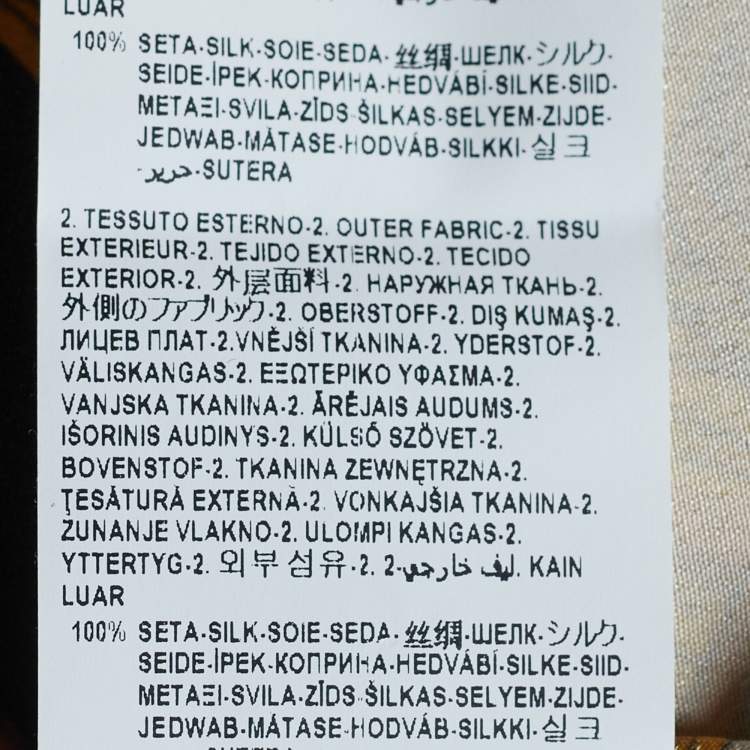 LUAR
100% SETA·SILK·SOIE·SEDA·丝绸·ШЕЛК·シルク·
SEIDE·İPEK·КОПРИНА·HEDVÁBÍ·SILKE·SIID·
ΜΕΤΑΞΙ·SVILA·ZĪDS·ŠILKAS·SELYEM·ZIJDE·
JEDWAB·MĂTASE·HODVÁB·SILKKI·실크
·حرير·SUTERA
2. TESSUTO ESTERNO·2. OUTER FABRIC·2. TISSU
EXTERIEUR·2. TEJIDO EXTERNO·2. TECIDO
EXTERIOR·2. 外层面料·2. НАРУЖНАЯ ТКАНЬ·2.
外側のファブリック·2. OBERSTOFF·2. DIŞ KUMAŞ·2.
ЛИЦЕВ ПЛАТ·2.VNĚJŠÍ TKANINA·2. YDERSTOF·2.
VÄLISKANGAS·2. ΕΞΩΤΕΡΙΚΟ ΥΦΑΣΜΑ·2.
VANJSKA TKANINA·2. ĀRĒJAIS AUDUMS·2.
IŠORINIS AUDINYS·2. KÜLSŐ SZÖVET·2.
BOVENSTOF·2. TKANINA ZEWNĘTRZNA·2.
ŢESĂTURĂ EXTERNĂ·2. VONKAJŠIA TKANINA·2.
ZUNANJE VLAKNO·2. ULOMPI KANGAS·2.
YTTERTYG·2. 외부 섬유·2. 2·ليف خارجي. KAIN
LUAR
100% SETA·SILK·SOIE·SEDA·丝绸·ШЕЛК·シルク·
SEIDE·İPEK·КОПРИНА·HEDVÁBÍ·SILKE·SIID·
ΜΕΤΑΞΙ·SVILA·ZĪDS·ŠILKAS·SELYEM·ZIJDE·
JEDWAB·MĂTASE·HODVÁB·SILKKI·실크